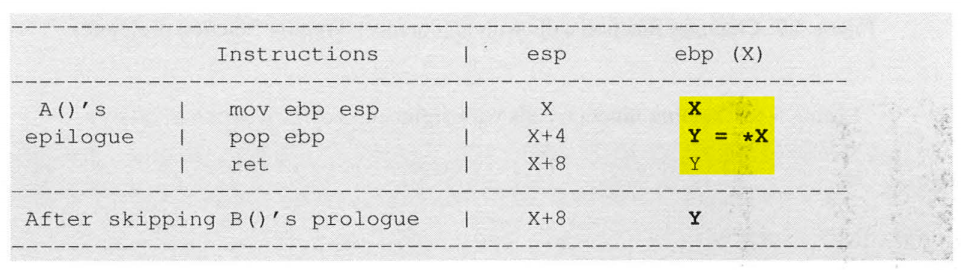 Instructions | esp ebp (X)
A()'s | mov ebp esp | X X
epilogue | pop ebp | X+4 Y = *X
| ret | X+8 Y
After skipping B()'s prologue | X+8 Y